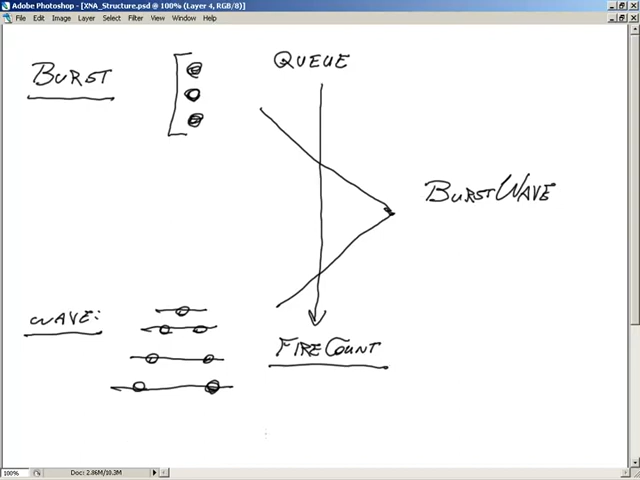 Adobe Photoshop - [XNA_Structure.psd @ 100% (Layer 4, RGB/8)]
File Edit Image Layer Select Filter View Window Help
QUEUE
BURST
BURSTWAVE
WAVE:
FIRECOUNT
100% Doc: 2.86M/10.3M